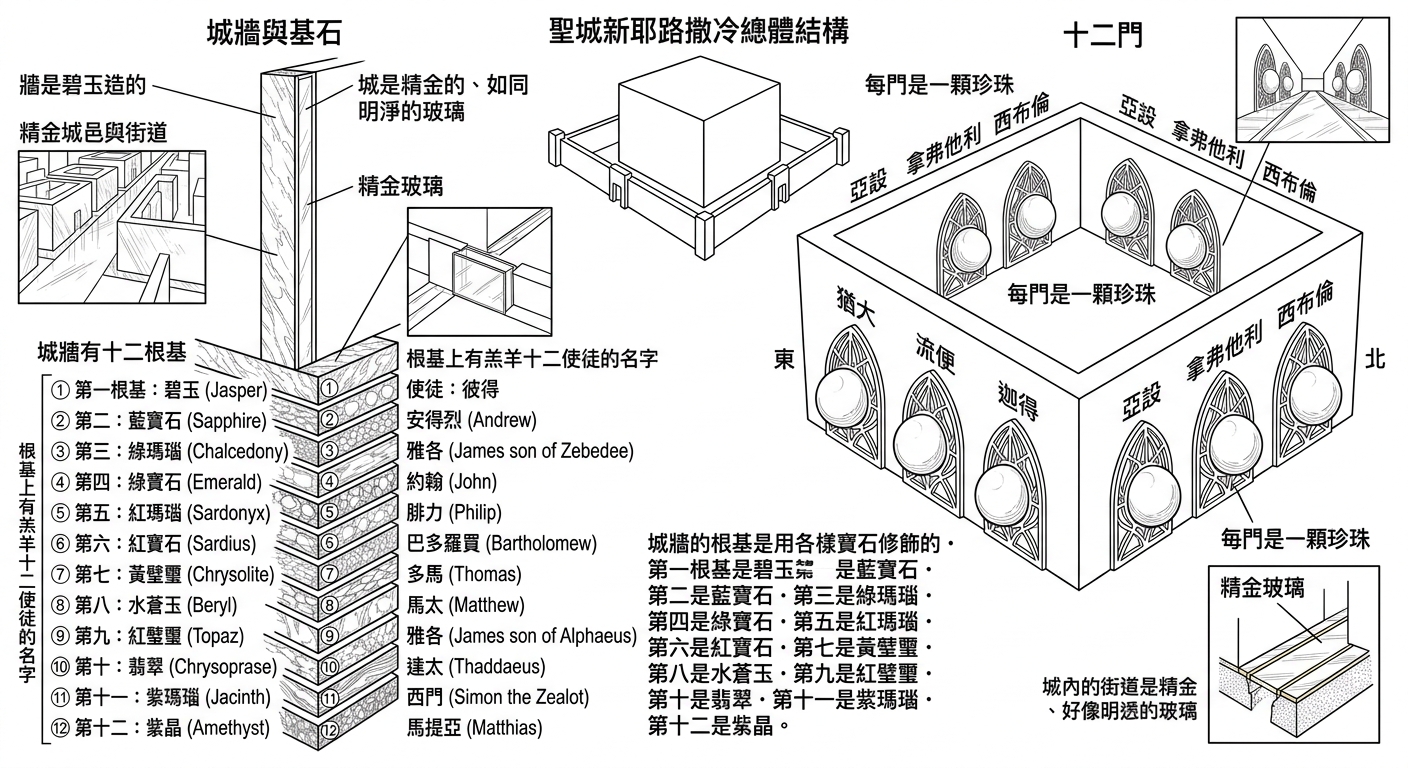 城牆與基石
牆是碧玉造的
城是精金的、如同
明淨的玻璃
精金城邑與街道
精金玻璃
城牆有十二根基
根基上有羔羊十二使徒的名字
根基上有羔羊十二使徒的名字
① 第一根基：碧玉 (Jasper)
② 第二：藍寶石 (Sapphire)
③ 第三：綠瑪瑙 (Chalcedony)
④ 第四：綠寶石 (Emerald)
⑤ 第五：紅瑪瑙 (Sardonyx)
⑥ 第六：紅寶石 (Sardius)
⑦ 第七：黃璧璽 (Chrysolite)
⑧ 第八：水蒼玉 (Beryl)
⑨ 第九：紅璧璽 (Topaz)
⑩ 第十：翡翠 (Chrysoprase)
⑪ 第十一：紫瑪瑙 (Jacinth)
⑫ 第十二：紫晶 (Amethyst)
①
②
③
④
⑤
⑥
⑦
⑧
⑨
⑩
⑪
⑫
使徒：彼得
安得烈 (Andrew)
雅各 (James son of Zebedee)
約翰 (John)
腓力 (Philip)
巴多羅買 (Bartholomew)
多馬 (Thomas)
馬太 (Matthew)
雅各 (James son of Alphaeus)
達太 (Thaddaeus)
西門 (Simon the Zealot)
馬提亞 (Matthias)
聖城新耶路撒冷總體結構
城牆的根基是用各樣寶石修飾的・
第一根基是碧玉 是藍寶石・
第二是藍寶石・第三是綠瑪瑙・
第四是綠寶石・第五是紅瑪瑙・
第六是紅寶石・第七是黃璧璽・
第八是水蒼玉・第九是紅璧璽・
第十是翡翠・第十一是紫瑪瑙・
第十二是紫晶。
十二門
每門是一顆珍珠
亞設 拿弗他利 西布倫
亞設 拿弗他利 西布倫
每門是一顆珍珠
東
猶大
流便
迦得
亞設
拿弗他利
西布倫
北
每門是一顆珍珠
精金玻璃
城內的街道是精金
、好像明透的玻璃